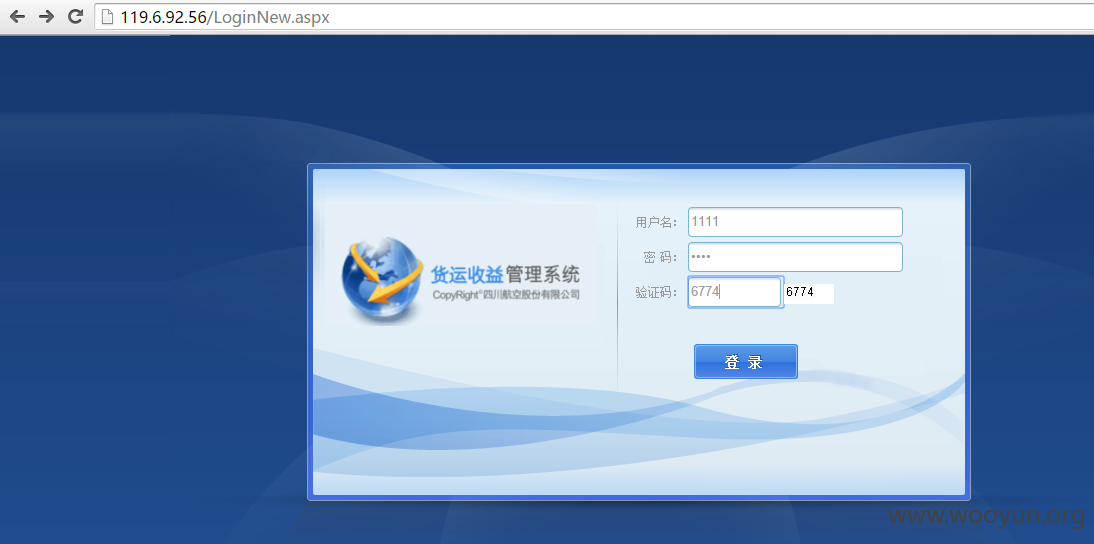 119.6.92.56/LoginNew.aspx
用户名： 1111
密 码： ••••
货运收益管理系统
CopyRight®四川航空股份有限公司
验证码： 6774 6774
登 录
www.wooyun.org